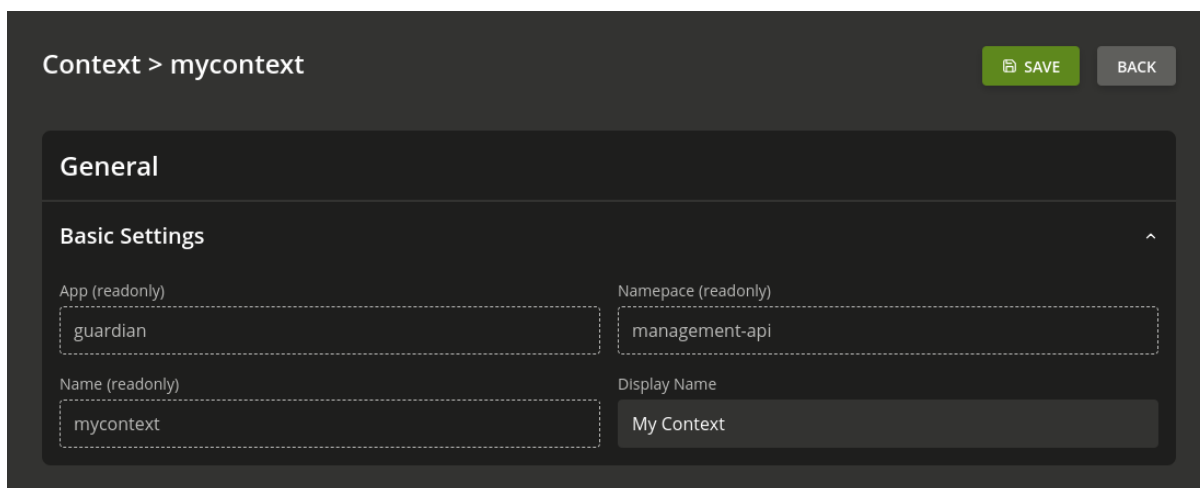 Context > mycontext
SAVE
BACK
General
Basic Settings
App (readonly)
Namepace (readonly)
guardian
management-api
Name (readonly)
Display Name
mycontext
My Context